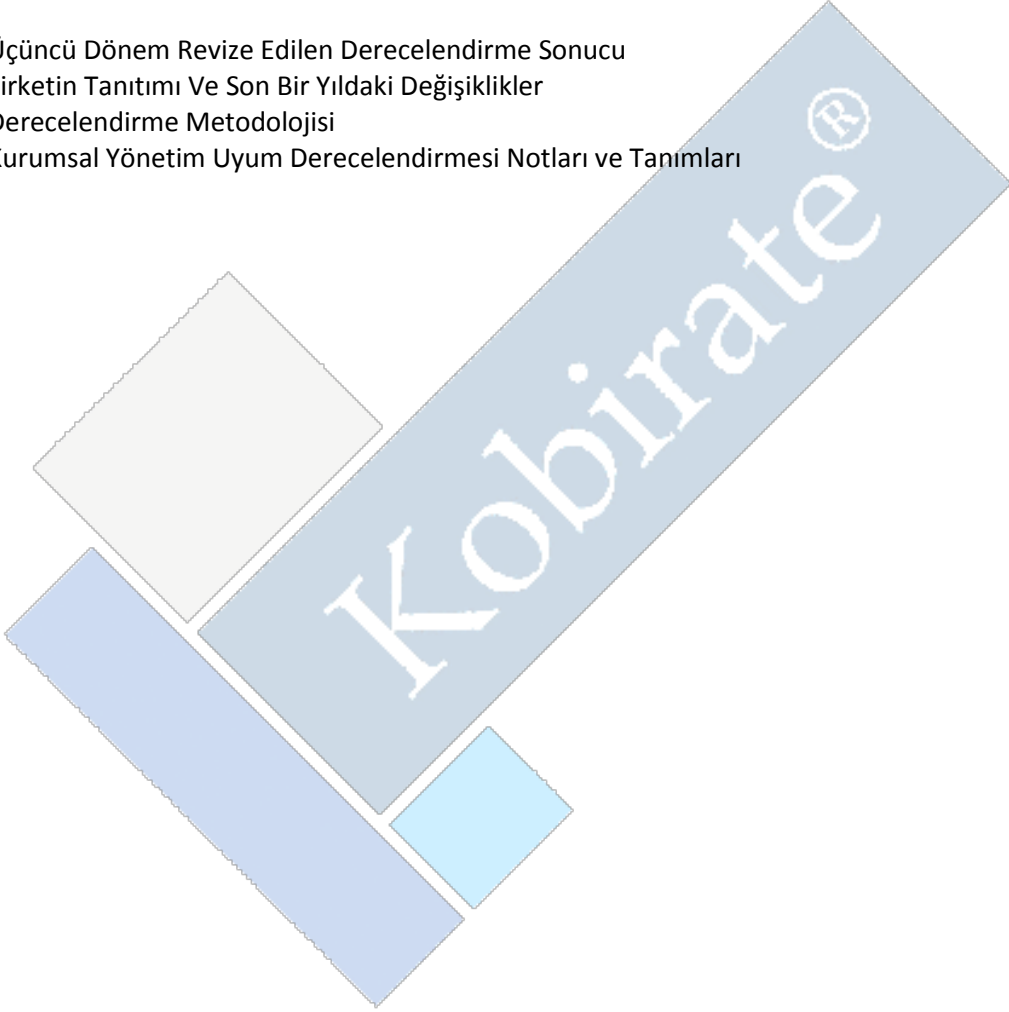 Üçüncü Dönem Revize Edilen Derecelendirme Sonucu
irketin Tanıtımı Ve Son Bir Yıldaki Değişiklikler
Derecelendirme Metodolojisi
Kurumsal Yönetim Uyum Derecelendirmesi Notları ve Tanımları
Kobirate ®